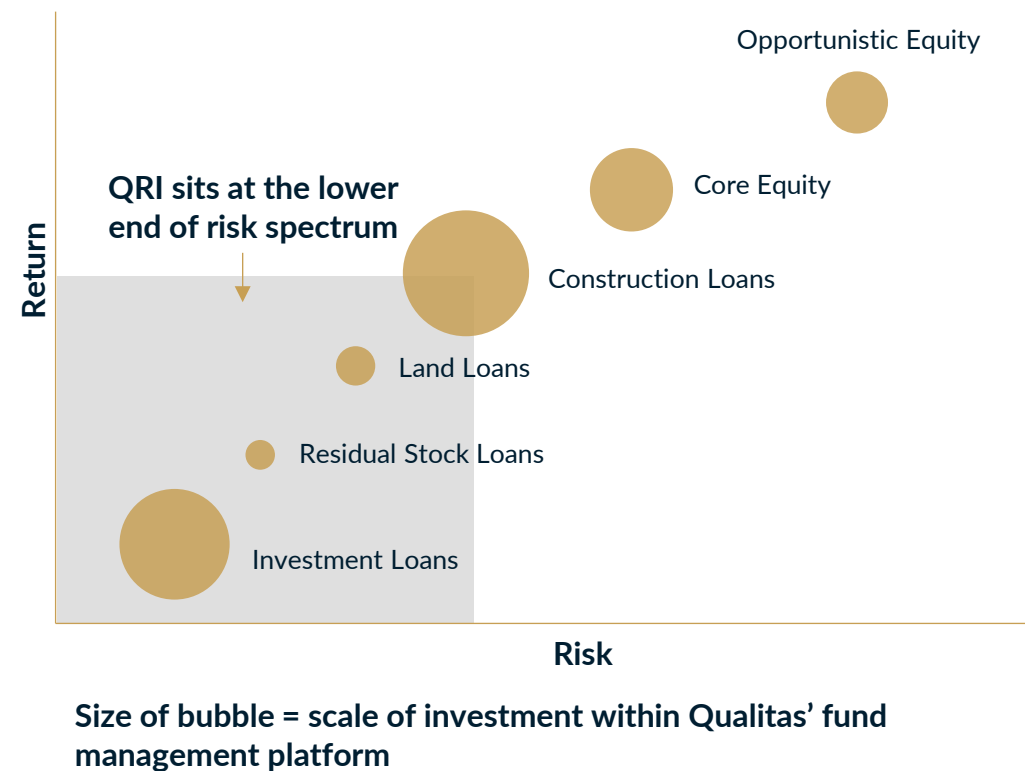 Opportunistic Equity
QRI sits at the lower
end of risk spectrum
Core Equity
Return
Construction Loans
Land Loans
Residual Stock Loans
Investment Loans
Risk
Size of bubble = scale of investment within Qualitas’ fund
management platform